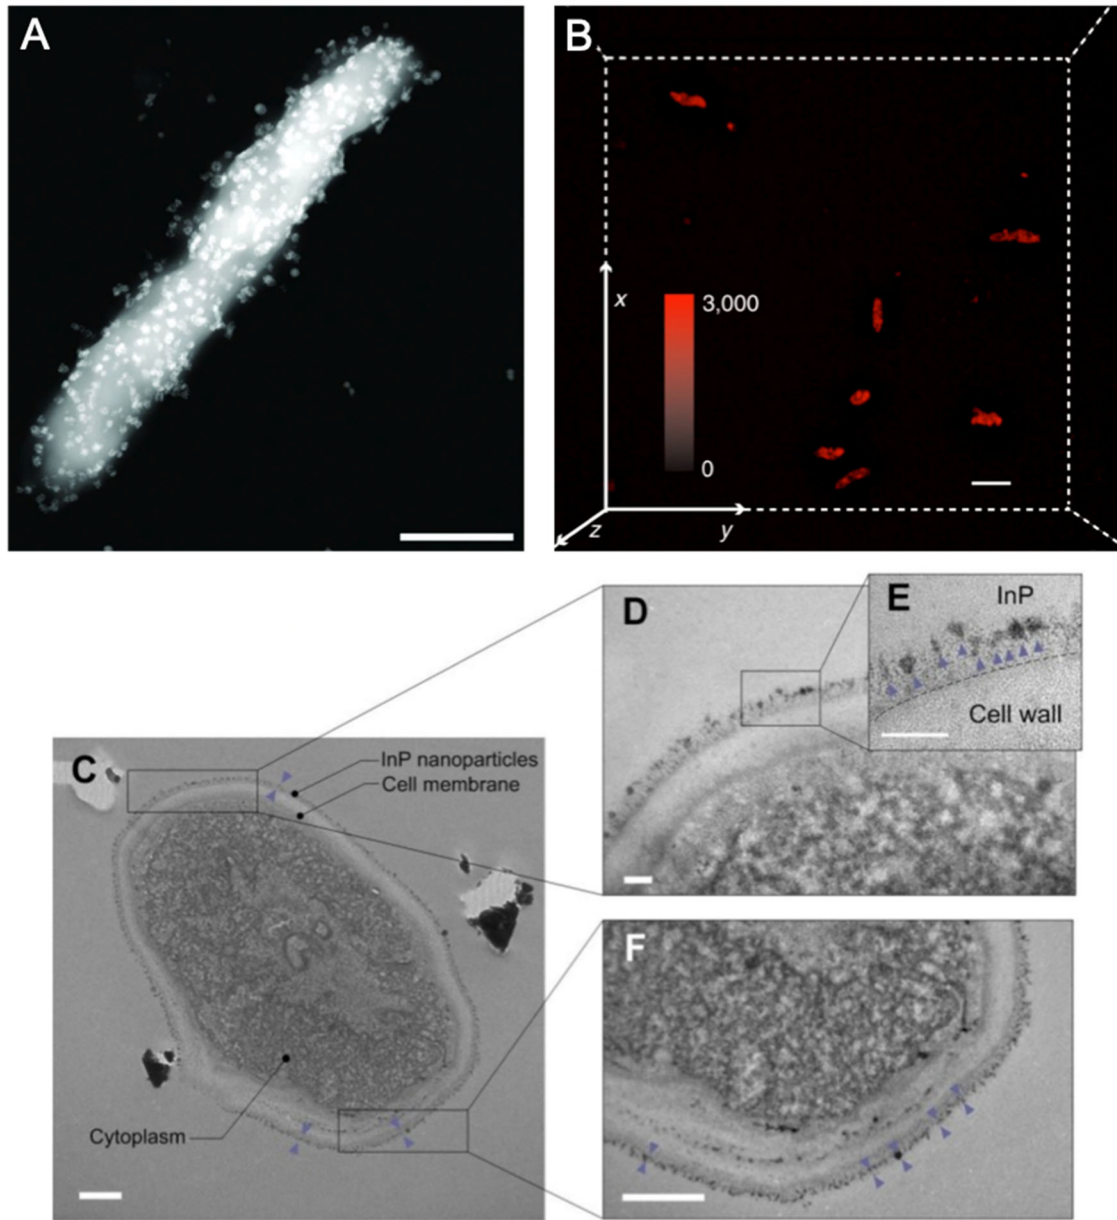 A
B
x
3,000
0
z
y
D
E
InP
Cell wall
C
InP nanoparticles
Cell membrane
Cytoplasm
F